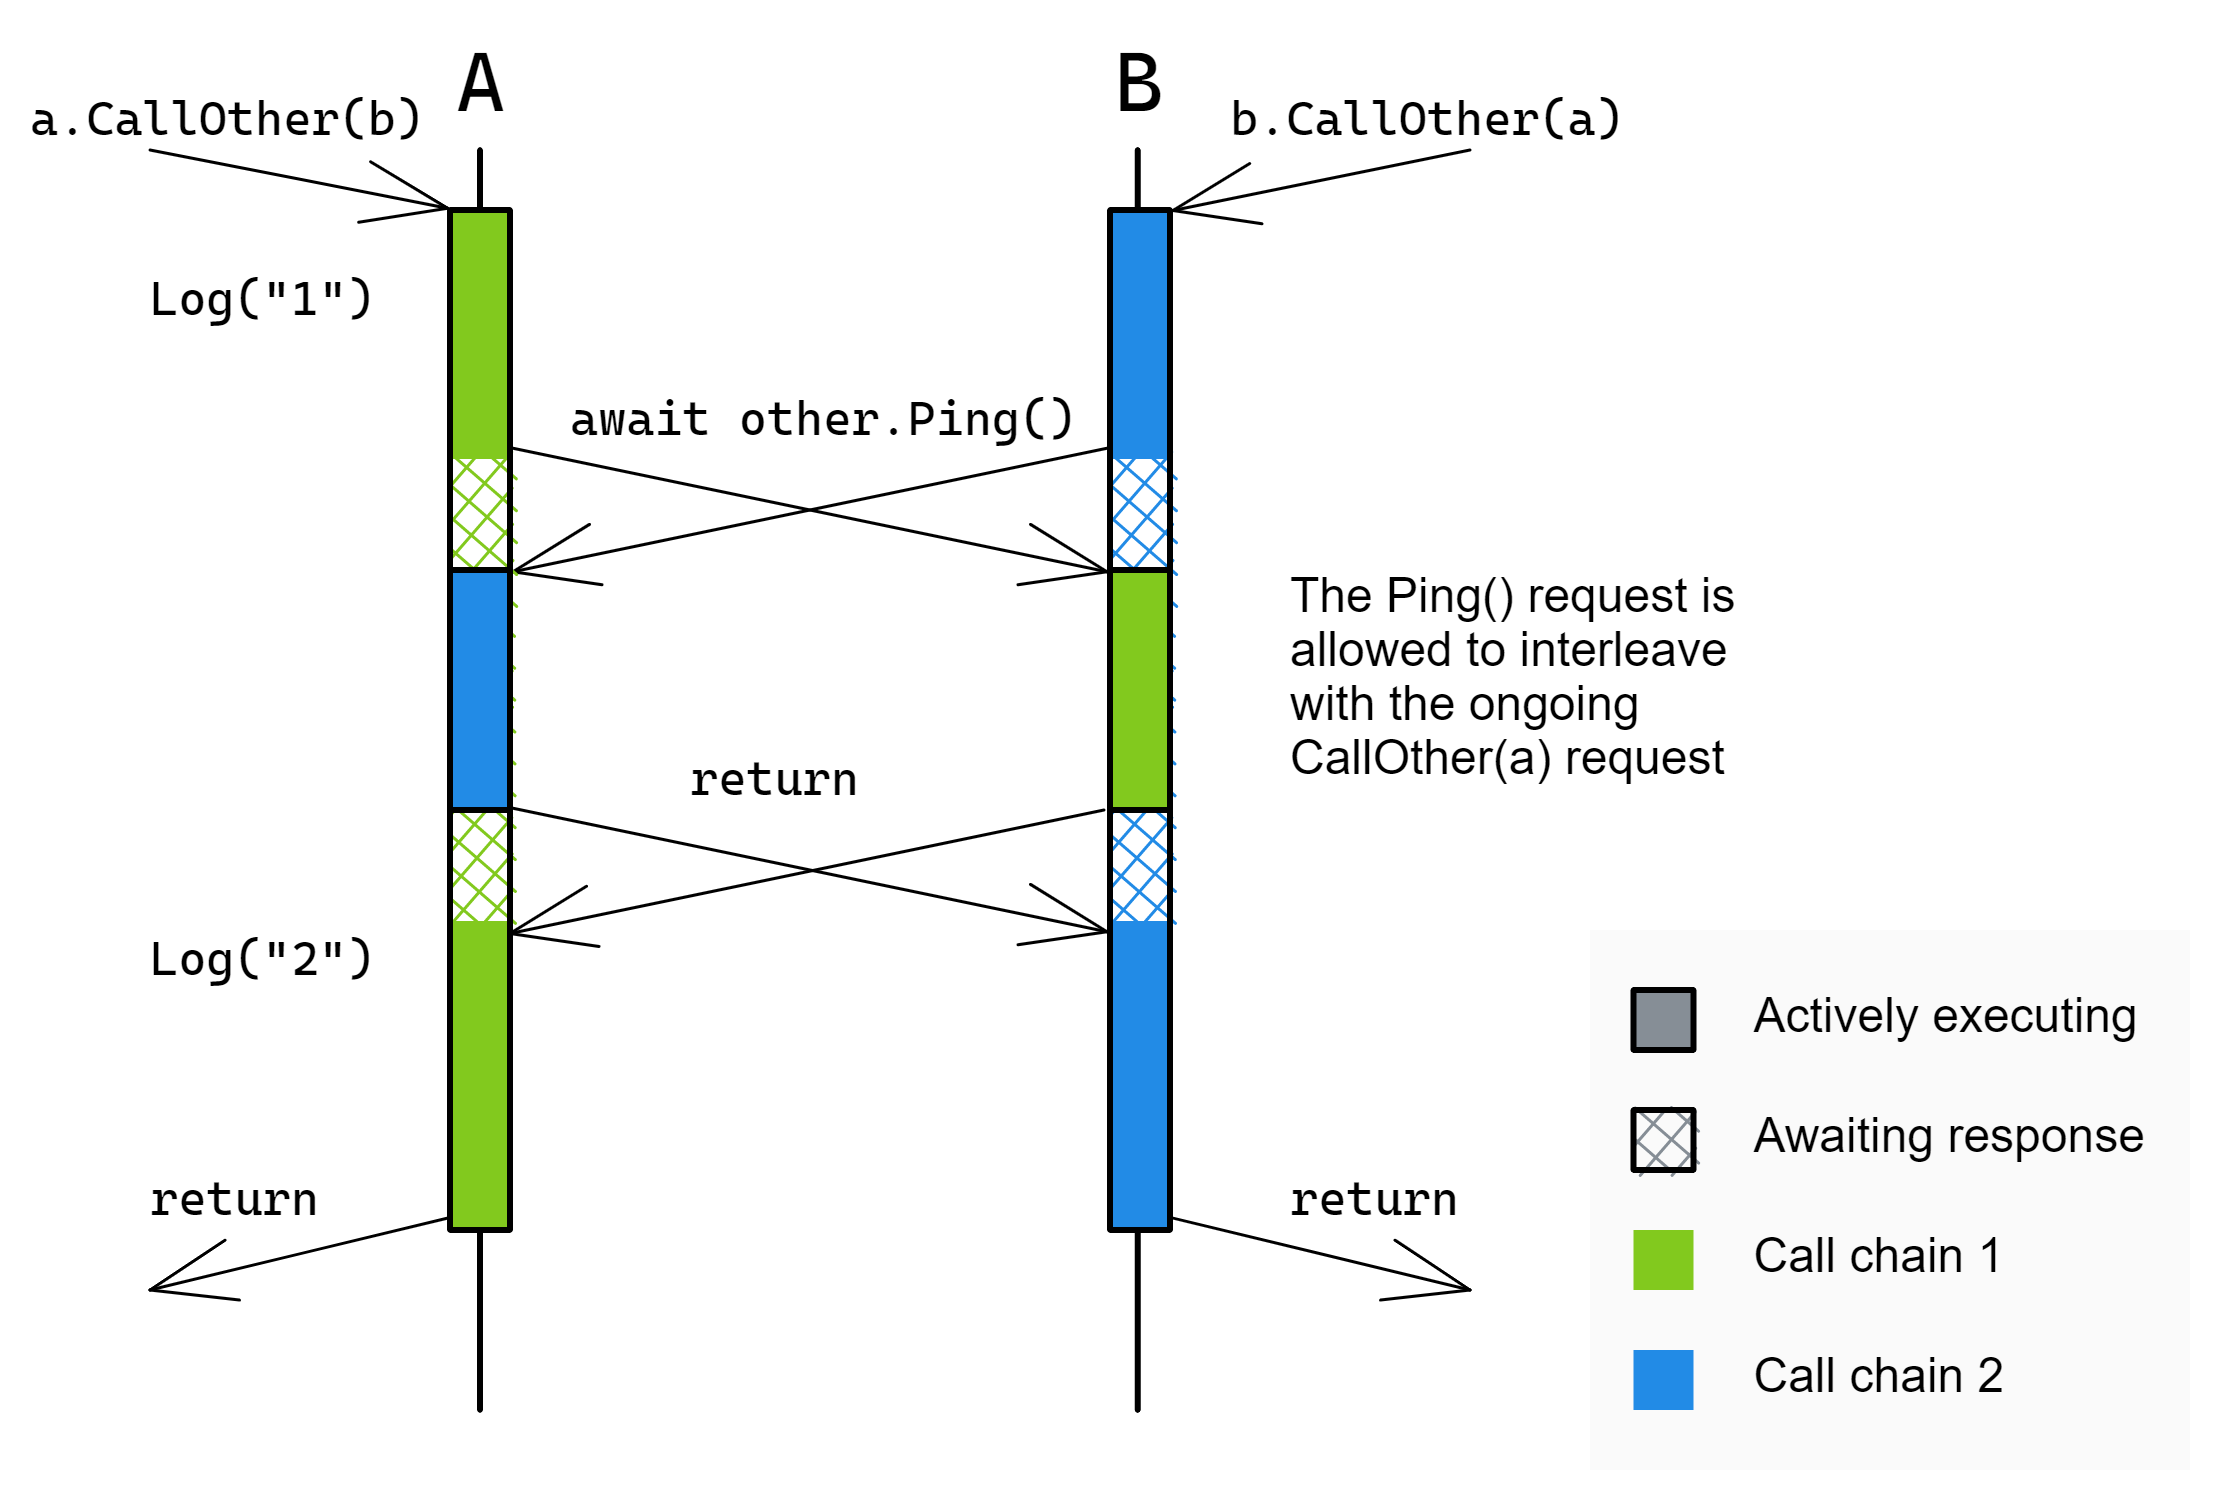 A
B
a.CallOther(b)
b.CallOther(a)
Log("1")
await other.Ping()
The Ping() request is
allowed to interleave
with the ongoing
CallOther(a) request
return
Log("2")
return
return
Actively executing
Awaiting response
Call chain 1
Call chain 2